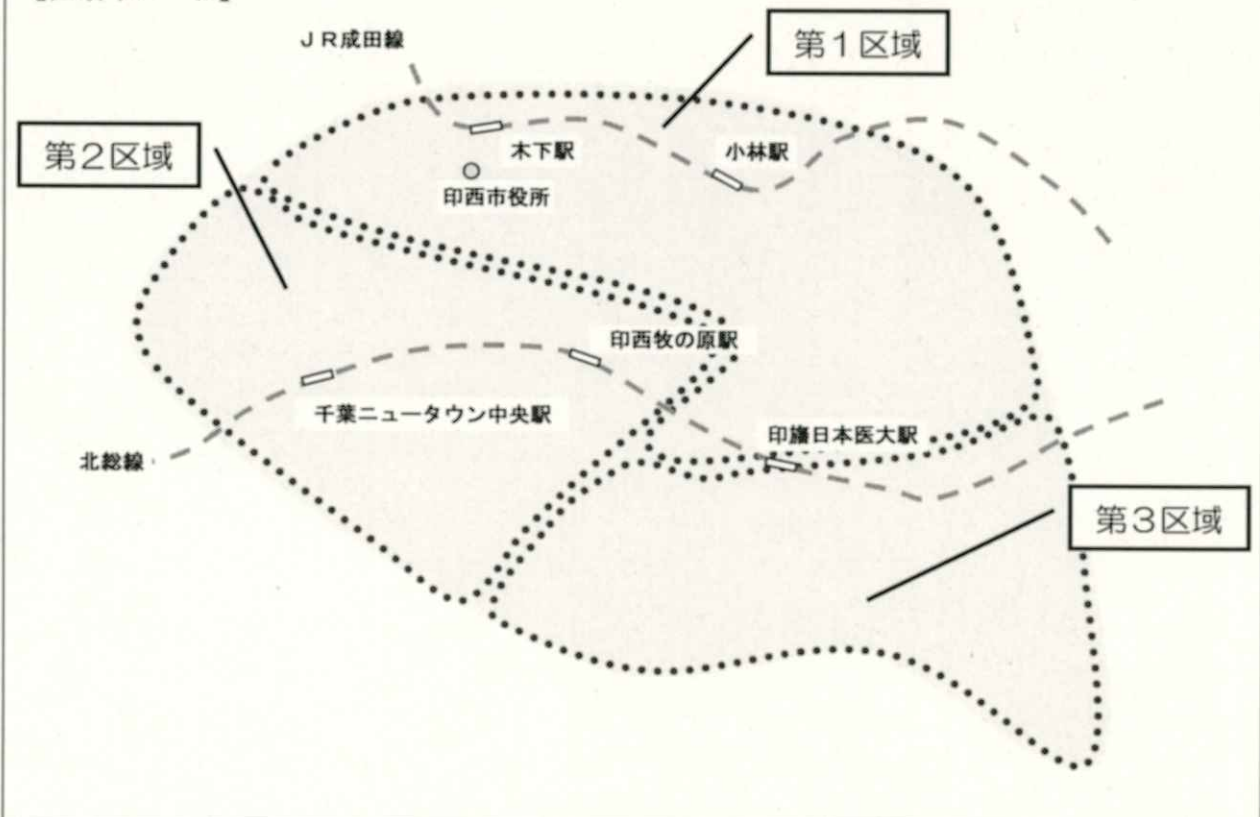 JR成田線
第1区域
第2区域
木下駅
小林駅
印西市役所
印西牧の原駅
千葉ニュータウン中央駅
印旛日本医大駅
北総線
第3区域